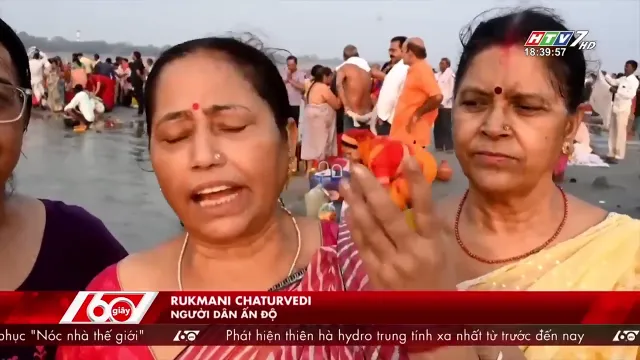 HTV7 HD
18:39:57
RUKMANI CHATURVEDI
60 giây
NGƯỜI DÂN ẤN ĐỘ
phục "Nóc nhà thế giới" Phát hiện thiên hà hydro trung tính xa nhất từ trước đến nay